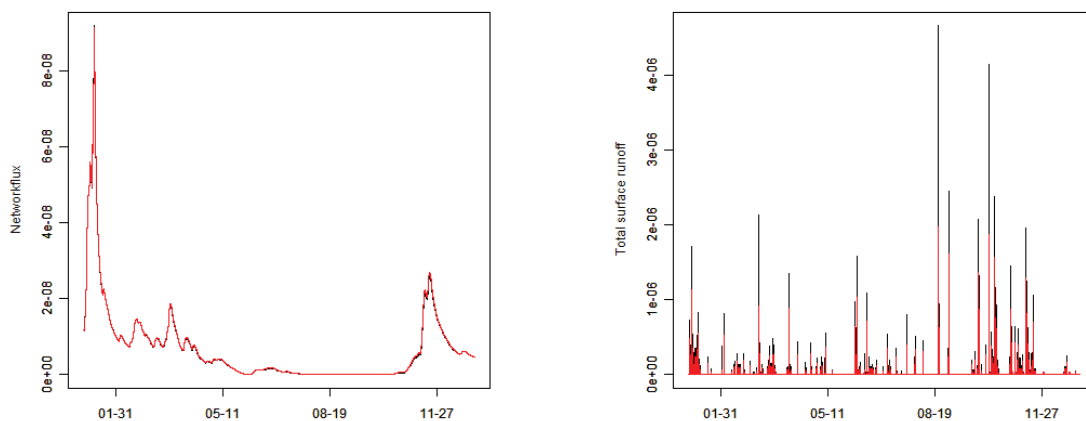 Networkflux
8e-08
6e-08
4e-08
2e-08
0e+00
01-31
05-11
08-19
11-27
Total surface runoff
4e-06
3e-06
2e-06
1e-06
0e+00
01-31
05-11
08-19
11-27